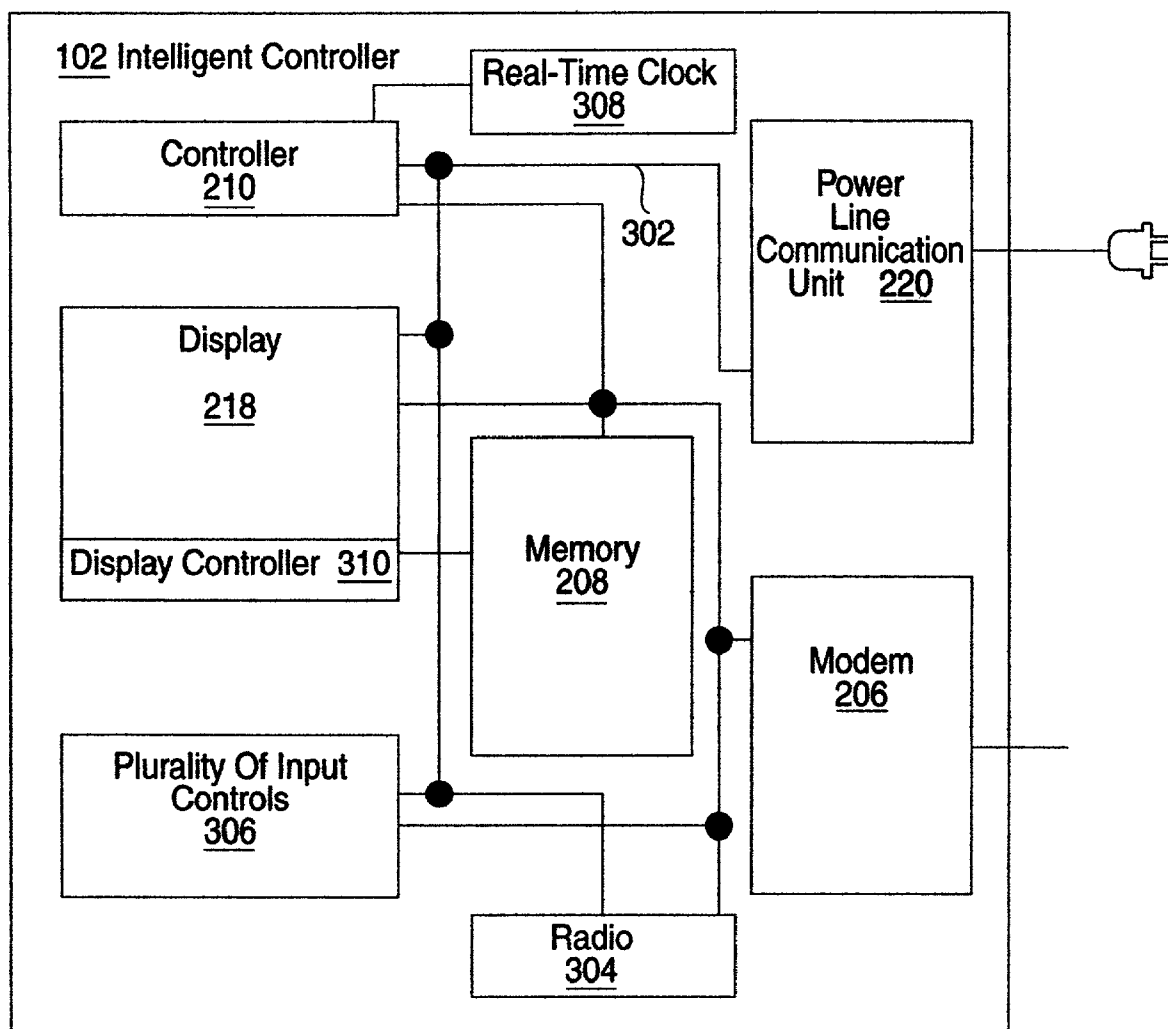 102 Intelligent Controller
Real-Time Clock
308
Controller
210
302
Power
Line
Communication
Unit 220
Display
218
Display Controller 310
Memory
208
Modem
206
Plurality Of Input
Controls
306
Radio
304